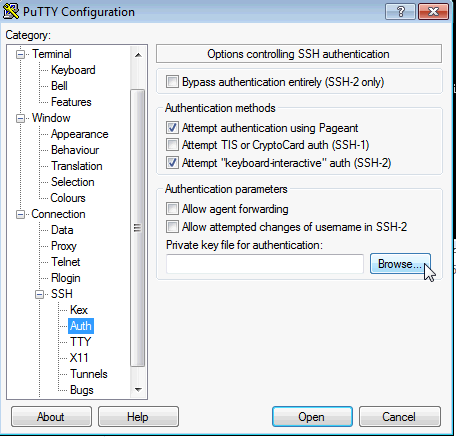 PuTTY Configuration
Category:
Terminal
Keyboard
Bell
Features
Window
Appearance
Behaviour
Translation
Selection
Colours
Connection
Data
Proxy
Telnet
Rlogin
SSH
Kex
Auth
TTY
X11
Tunnels
Bugs
Options controlling SSH authentication
Bypass authentication entirely (SSH-2 only)
Authentication methods
Attempt authentication using Pageant
Attempt TIS or CryptoCard auth (SSH-1)
Attempt "keyboard-interactive" auth (SSH-2)
Authentication parameters
Allow agent forwarding
Allow attempted changes of username in SSH-2
Private key file for authentication:
Browse...
About
Help
Open
Cancel